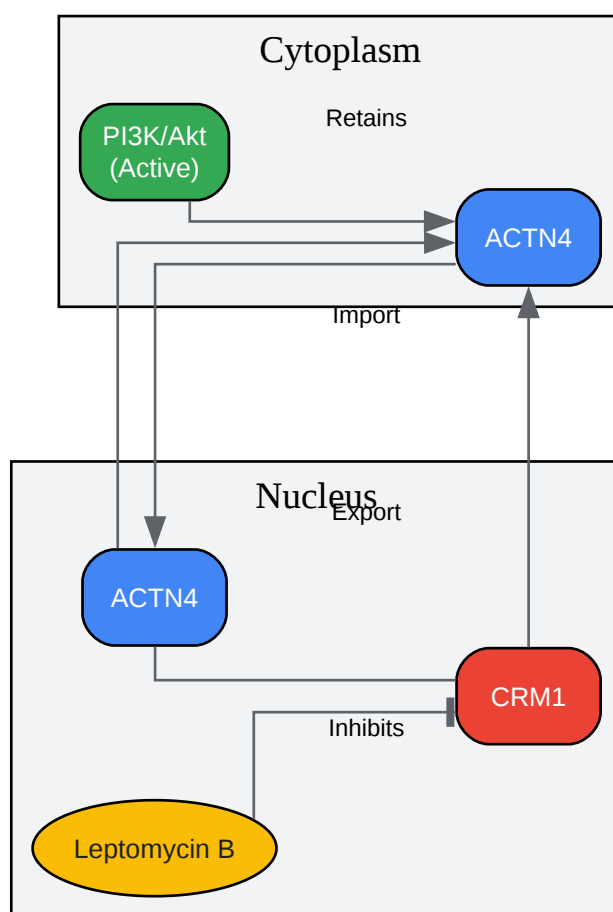 Cytoplasm
Retains
PI3K/Akt
(Active)
ACTN4
Import
Nucleus
Export
ACTN4
CRM1
Inhibits
Leptomycin B